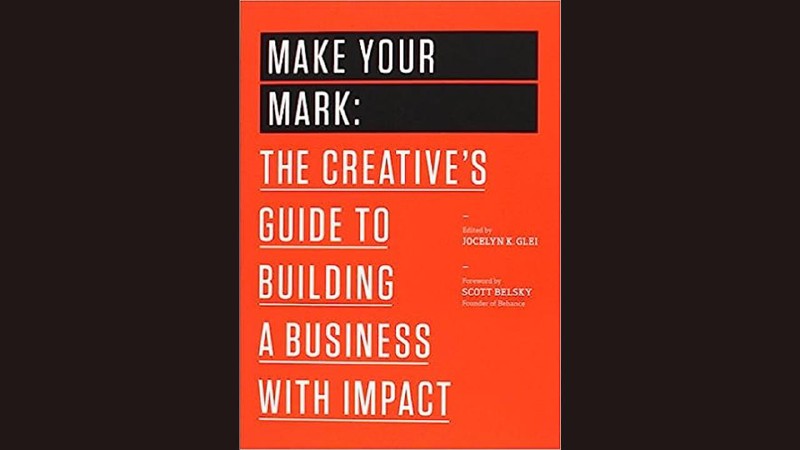 MAKE YOUR
MARK:
THE CREATIVE'S
GUIDE TO
BUILDING
A BUSINESS
WITH IMPACT
Edited by
JOCELYN K. GLEI
Foreword by
SCOTT BELSKY
Founder of Behance